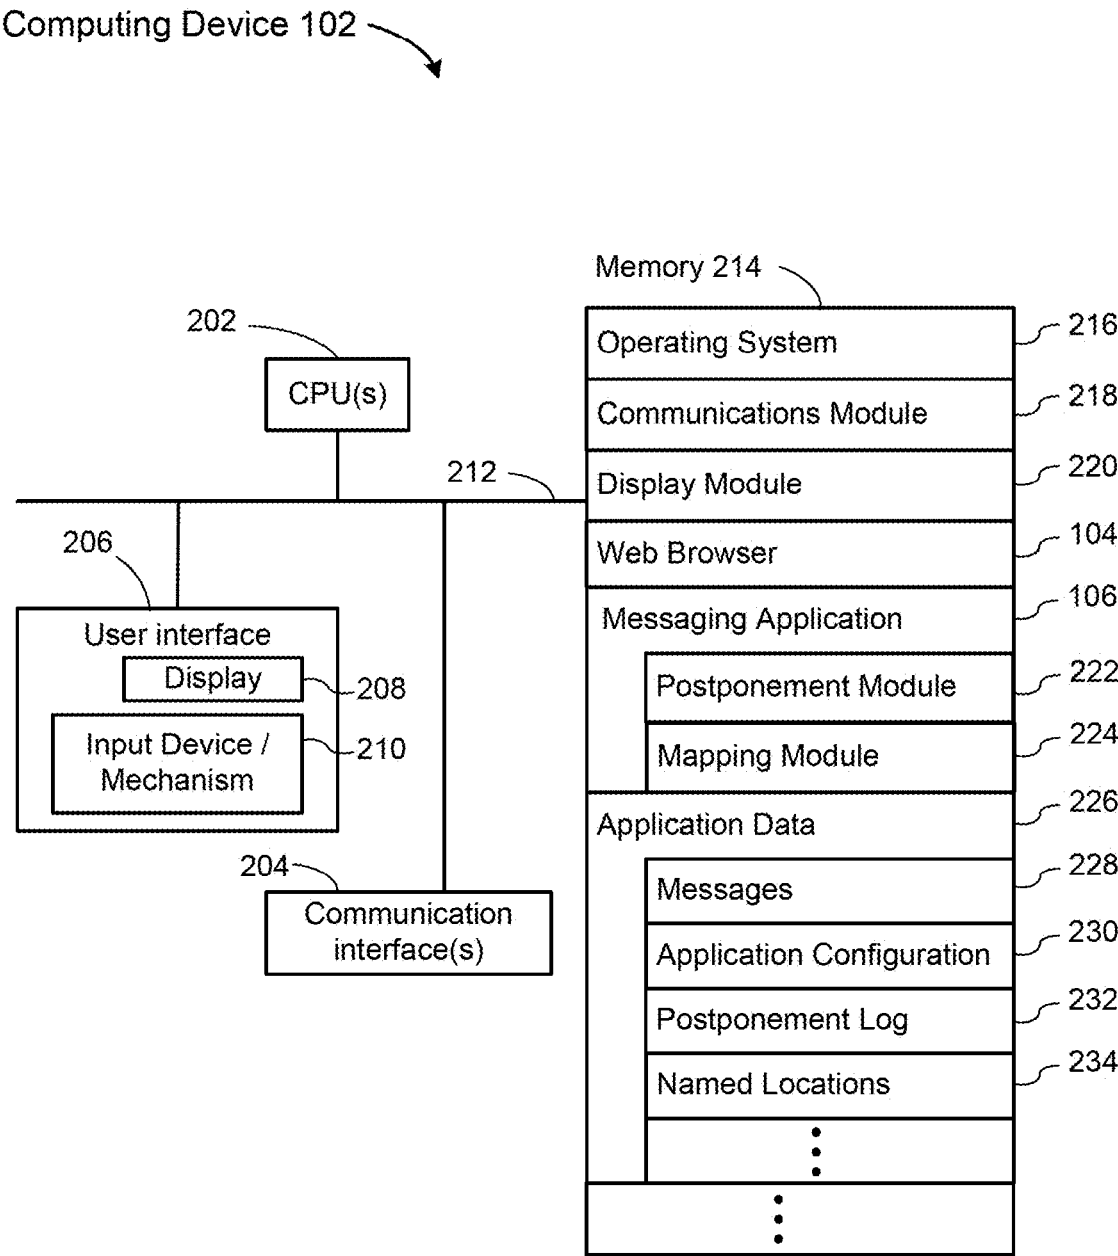 Computing Device 102
Memory 214
202
CPU(s)
212
206
User interface
Display
208
Input Device /
Mechanism
210
204
Communication
interface(s)
Operating System
216
Communications Module
218
Display Module
220
Web Browser
104
Messaging Application
106
Postponement Module
222
Mapping Module
224
Application Data
226
Messages
228
Application Configuration
230
Postponement Log
232
Named Locations
234